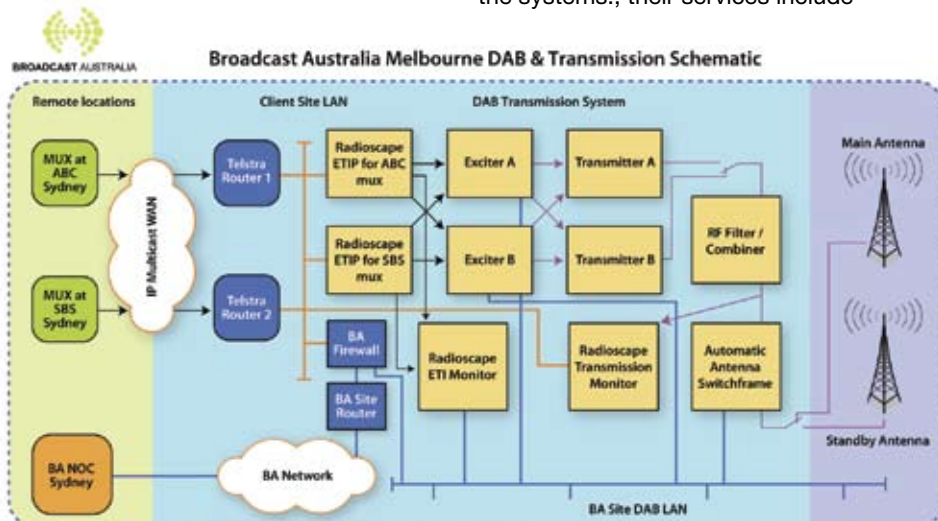 the systems., their services include
BROADCAST AUSTRALIA
Broadcast Australia Melbourne DAB & Transmission Schematic
Remote locations
Client Site LAN
DAB Transmission System
MUX at
ABC
Sydney
IP Multicast WAN
Telstra
Router 1
Radioscape
ETIP for ABC
mux
Exciter A
Transmitter A
Main Antenna
RF Filter /
Combiner
MUX at
SBS
Sydney
Telstra
Router 2
Radioscape
ETIP for SBS
mux
Exciter B
Transmitter B
BA
Firewall
Radioscape
ETI Monitor
Radioscape
Transmission
Monitor
Automatic
Antenna
Switchframe
BA Site
Router
Standby Antenna
BA NOC
Sydney
BA Network
BA Site DAB LAN